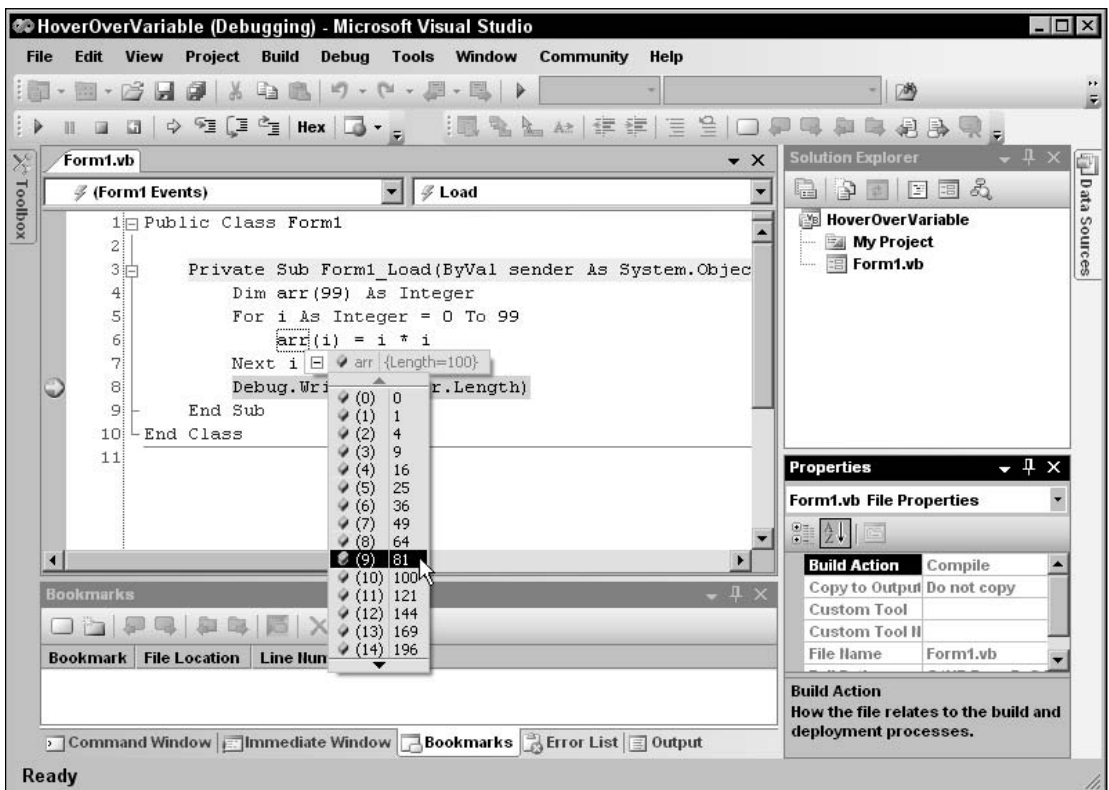 HoverOverVariable (Debugging) - Microsoft Visual Studio
File Edit View Project Build Debug Tools Window Community Help
Hex
Toolbox
Form1.vb
(Form1 Events) Load
1 Public Class Form1
2
3 Private Sub Form1_Load(ByVal sender As System.Objec
4 Dim arr(99) As Integer
5 For i As Integer = 0 To 99
6 arr(i) = i * i
7 Next i
arr {Length=100}
8 Debug.Wri r.Length)
9 End Sub
10 End Class
11
(0) 0
(1) 1
(2) 4
(3) 9
(4) 16
(5) 25
(6) 36
(7) 49
(8) 64
(9) 81
(10) 100
(11) 121
(12) 144
(13) 169
(14) 196
Solution Explorer
HoverOverVariable
My Project
Form1.vb
Data Sources
Properties
Form1.vb File Properties
Build Action Compile
Copy to Output Do not copy
Custom Tool
Custom Tool N
File Name Form1.vb
Build Action
How the file relates to the build and
deployment processes.
Bookmarks
Bookmark File Location Line Num
Command Window Immediate Window Bookmarks Error List Output
Ready